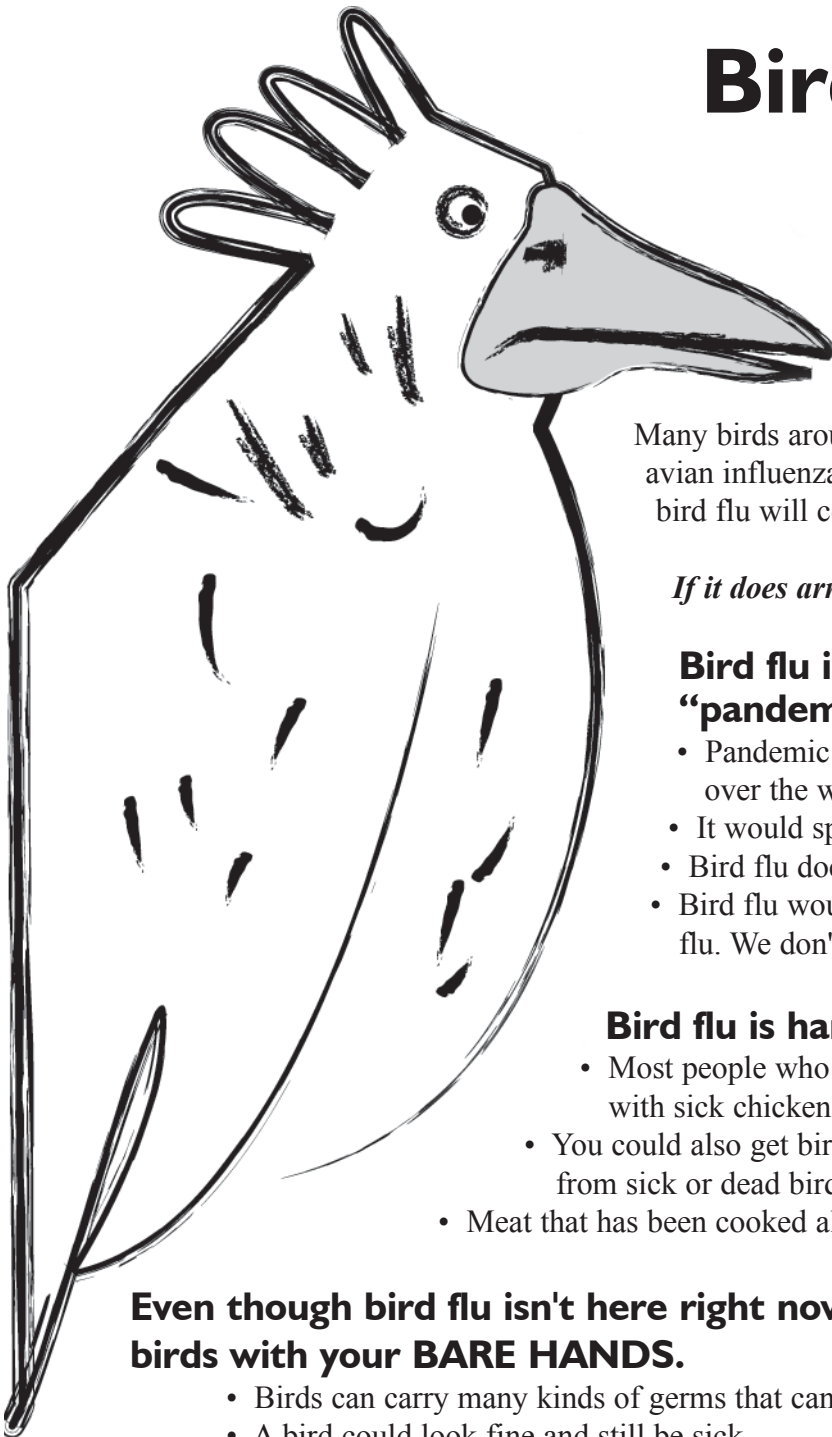 Bir
Many birds arou
avian influenza
bird flu will c
If it does arr
Bird flu i
“pandem
• Pandemic
over the w
• It would sp
• Bird flu doe
• Bird flu wou
flu. We don't
Bird flu is har
• Most people who
with sick chicken
• You could also get bir
from sick or dead bird
• Meat that has been cooked al
Even though bird flu isn't here right now
birds with your BARE HANDS.
• Birds can carry many kinds of germs that can
• A bird could look fine and still be sick